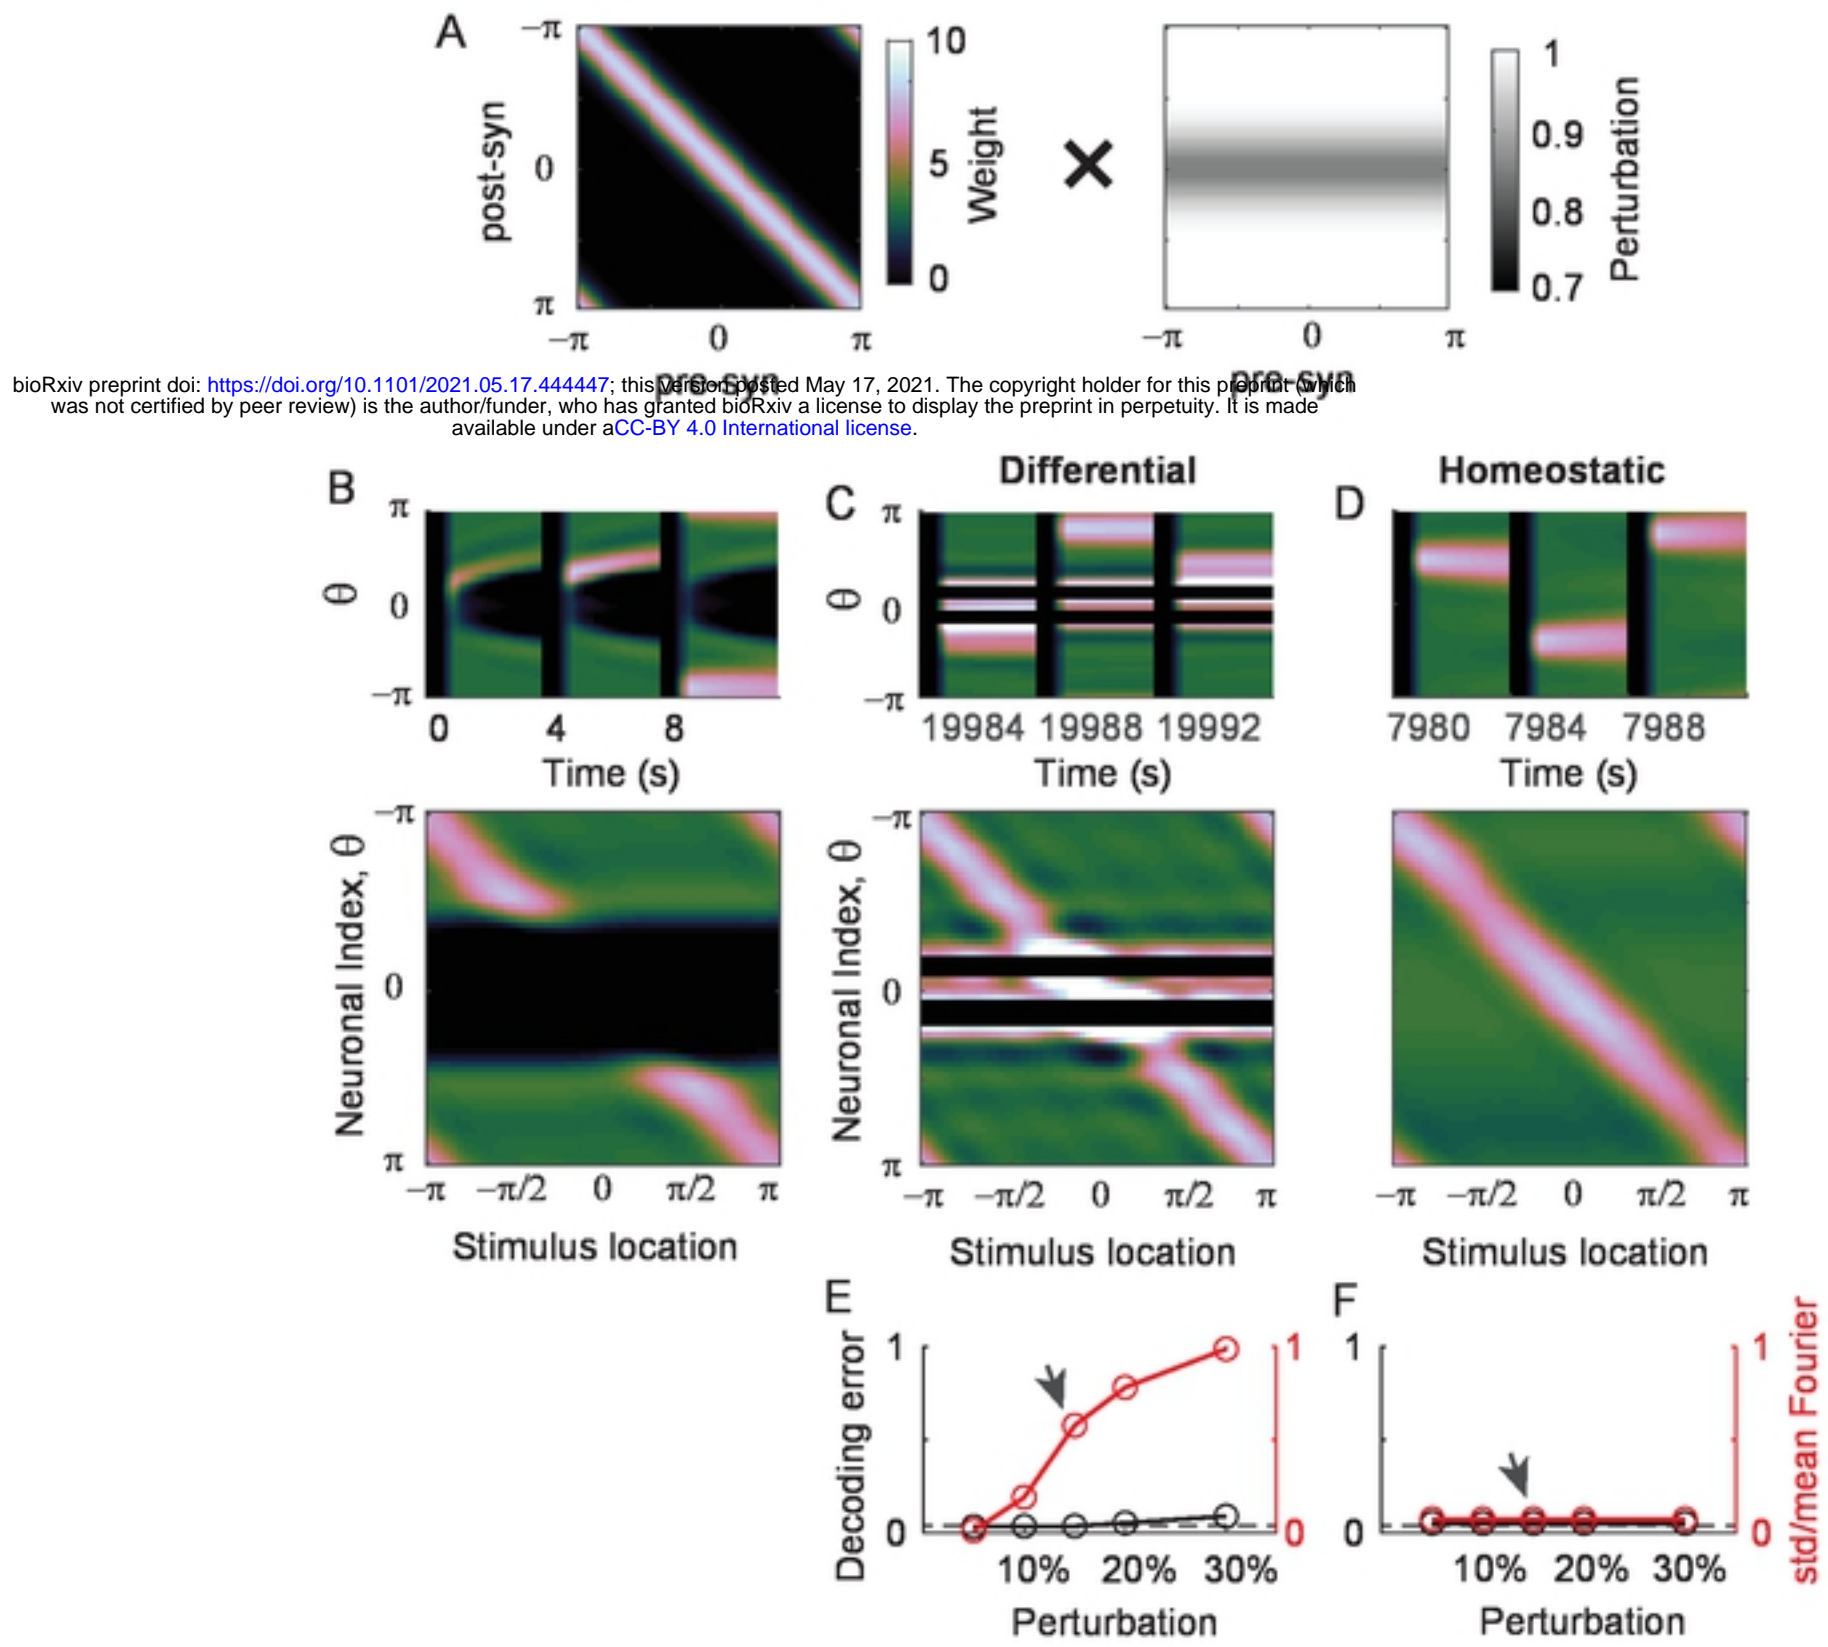 A
−π
0
π
post-syn
−π 0 π
pre-syn
10
5
0
Weight
×
−π 0 π
pre-syn
1
0.9
0.8
0.7
Perturbation
bioRxiv preprint doi: https://doi.org/10.1101/2021.05.17.444447; this version posted May 17, 2021. The copyright holder for this preprint (which
was not certified by peer review) is the author/funder, who has granted bioRxiv a license to display the preprint in perpetuity. It is made
available under aCC-BY 4.0 International license.
B
π
0
−π
θ
0 4 8
Time (s)
−π
0
π
Neuronal Index, θ
−π −π/2 0 π/2 π
Stimulus location
Differential
C
π
0
−π
θ
19984 19988 19992
Time (s)
−π
0
π
Neuronal Index, θ
−π −π/2 0 π/2 π
Stimulus location
Homeostatic
D
7980 7984 7988
Time (s)
−π −π/2 0 π/2 π
Stimulus location
E
1
0
Decoding error
1
0
10% 20% 30%
Perturbation
F
1
0
1
0
std/mean Fourier
10% 20% 30%
Perturbation